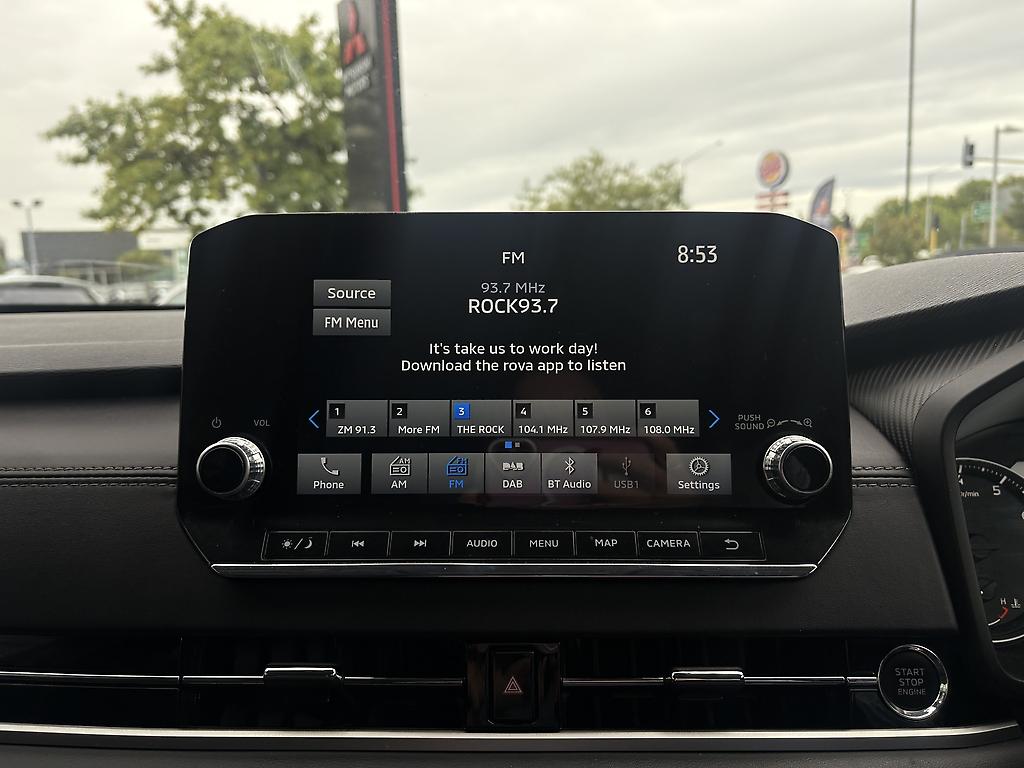 FM
8:53
93.7 MHz
ROCK93.7
Source
FM Menu
It's take us to work day!
Download the rova app to listen
1 2 3 4 5 6
ZM 91.3 More FM THE ROCK 104.1 MHz 107.9 MHz 108.0 MHz
VOL
PUSH
SOUND
AM FM DAB
Phone AM FM DAB BT Audio USB1 Settings
AUDIO MENU MAP CAMERA
START
STOP
ENGINE
5
r/min
H